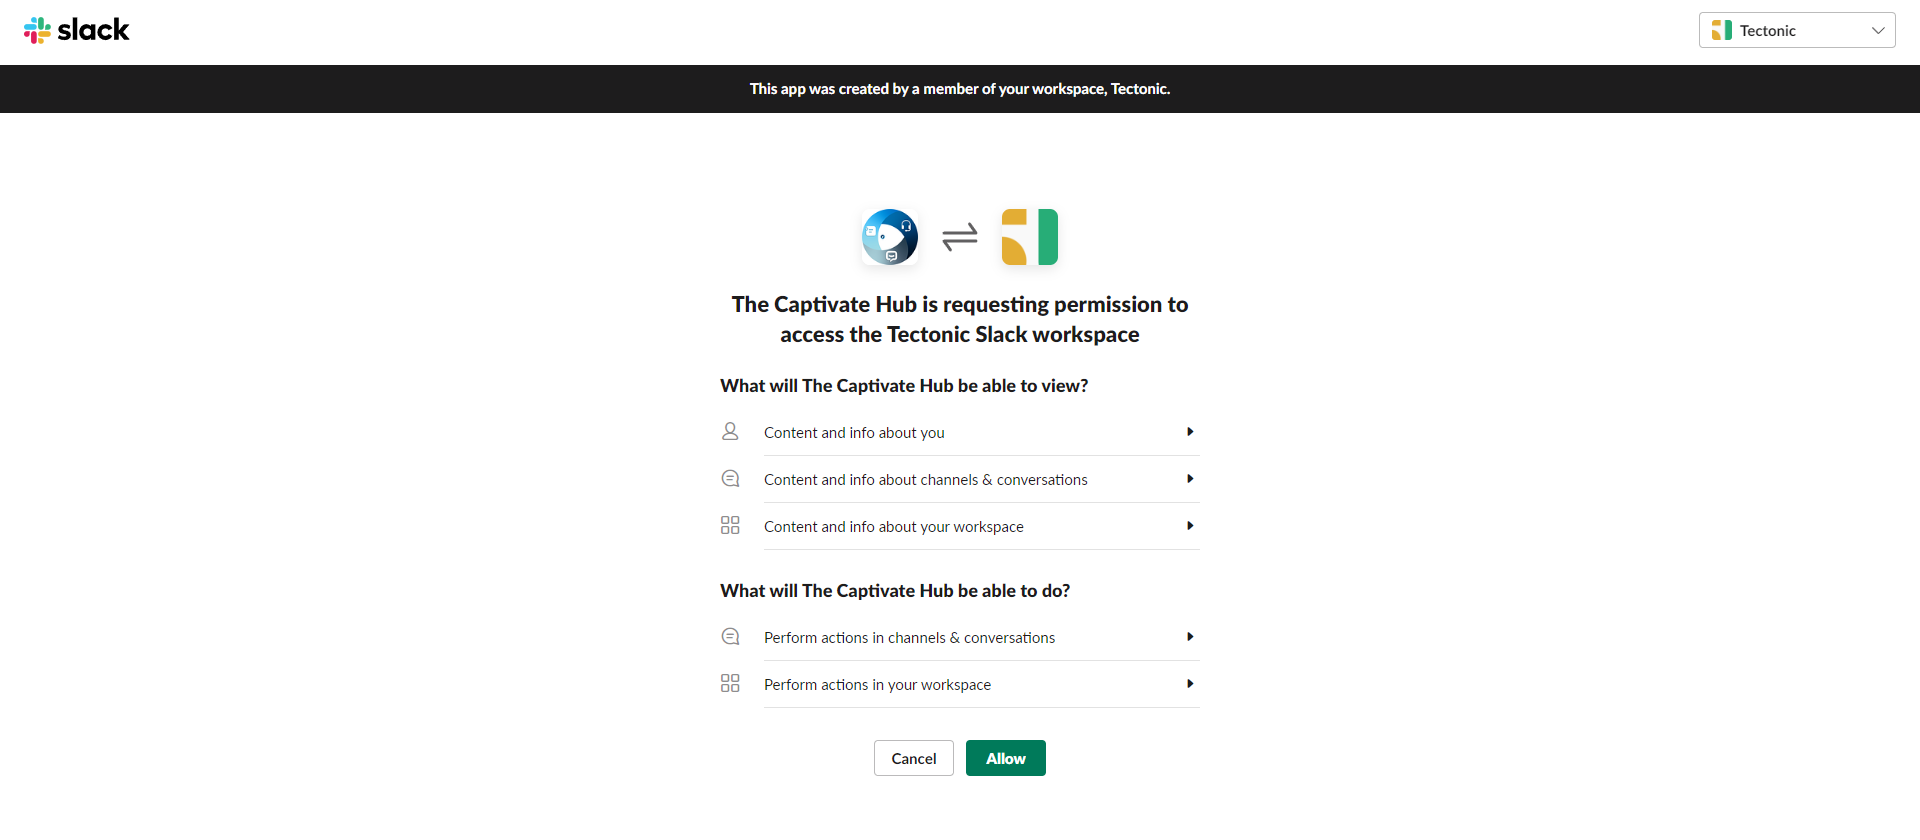 slack
Tectonic
This app was created by a member of your workspace, Tectonic.
The Captivate Hub is requesting permission to
access the Tectonic Slack workspace
What will The Captivate Hub be able to view?
Content and info about you
Content and info about channels & conversations
Content and info about your workspace
What will The Captivate Hub be able to do?
Perform actions in channels & conversations
Perform actions in your workspace
Cancel
Allow